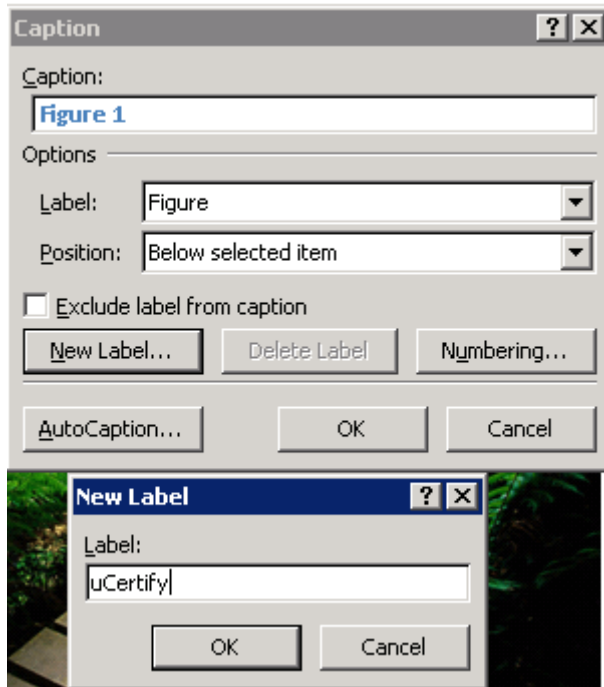 Caption
Caption:
Figure 1
Options
Label: Figure
Position: Below selected item
Exclude label from caption
New Label... Delete Label Numbering...
AutoCaption... OK Cancel
New Label
Label:
uCertify
OK Cancel